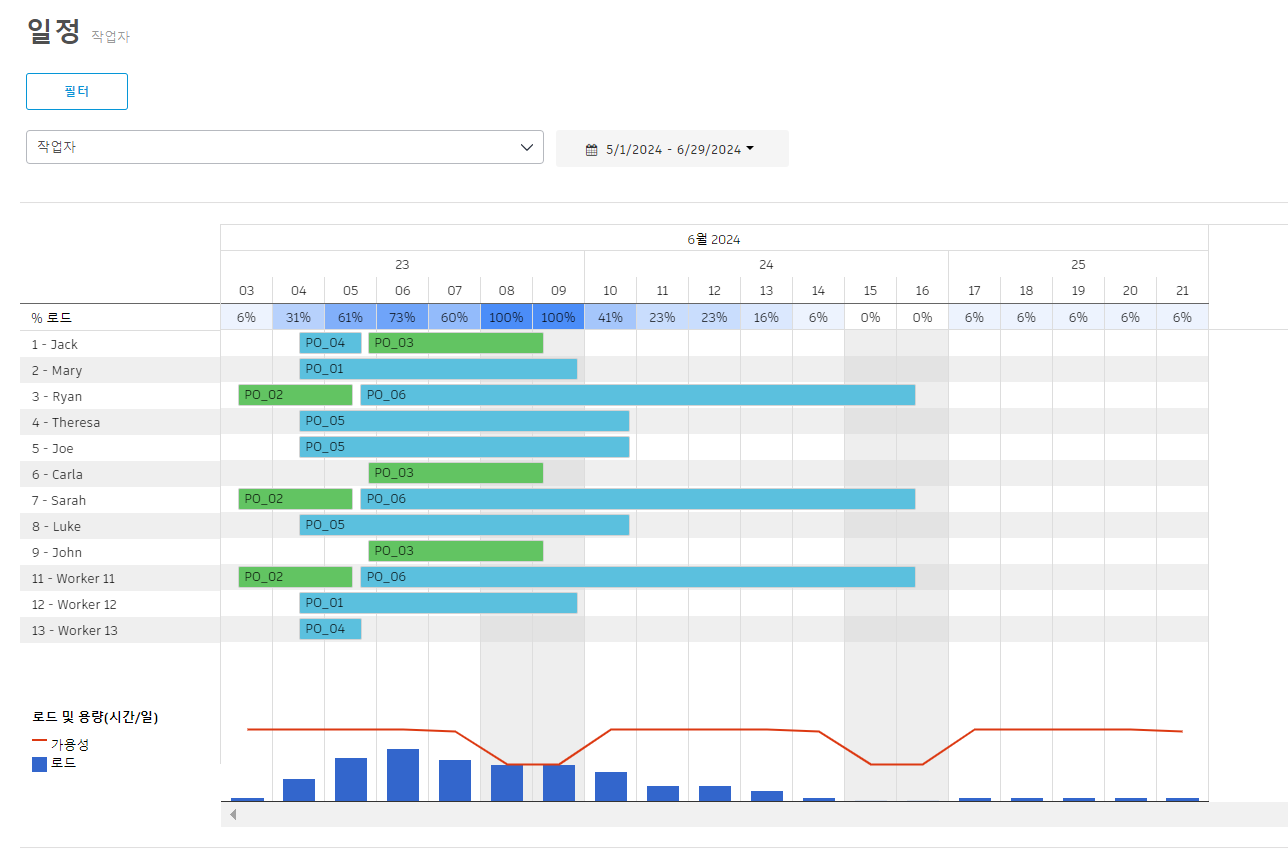 일정 작업자
필터
작업자
5/1/2024 - 6/29/2024
6월 2024
23 24 25
03 04 05 06 07 08 09 10 11 12 13 14 15 16 17 18 19 20 21
% 로드 6% 31% 61% 73% 60% 100% 100% 41% 23% 23% 16% 6% 0% 0% 6% 6% 6% 6% 6%
1 - Jack PO_04 PO_03
2 - Mary PO_01
3 - Ryan PO_02 PO_06
4 - Theresa PO_05
5 - Joe PO_05
6 - Carla PO_03
7 - Sarah PO_02 PO_06
8 - Luke PO_05
9 - John PO_03
11 - Worker 11 PO_02 PO_06
12 - Worker 12 PO_01
13 - Worker 13 PO_04
로드 및 용량(시간/일)
가용성
로드